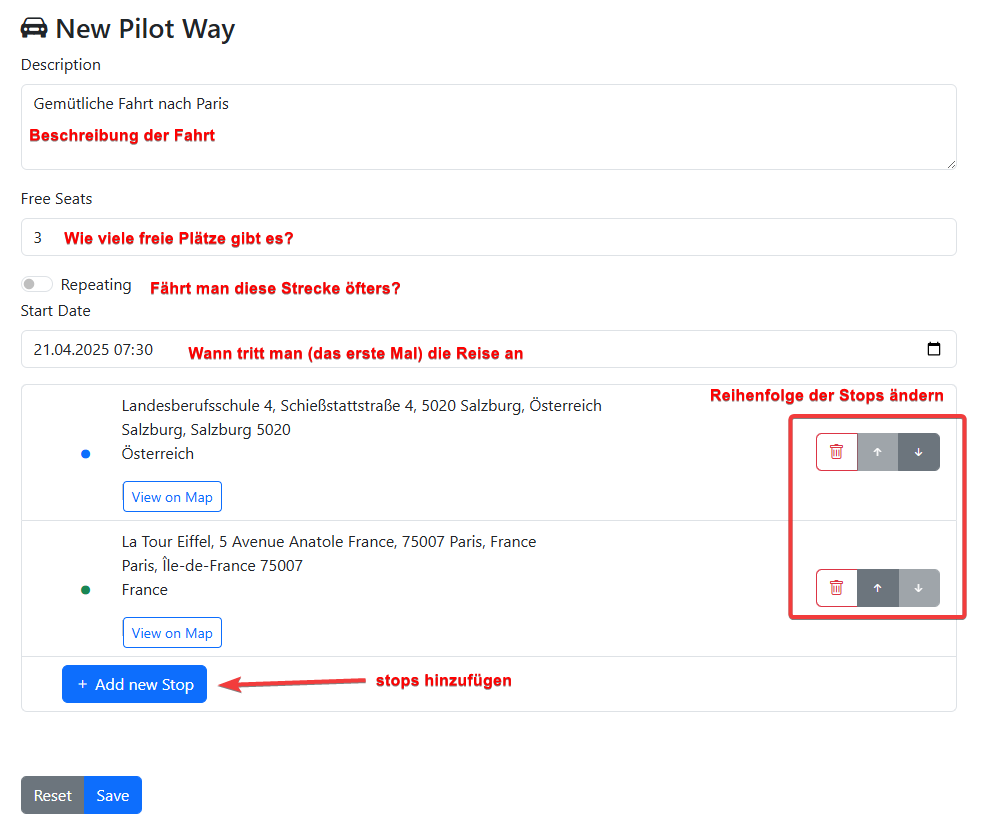 New Pilot Way
Description
Gemütliche Fahrt nach Paris
Beschreibung der Fahrt
Free Seats
3 Wie viele freie Plätze gibt es?
Repeating Fährt man diese Strecke öfters?
Start Date
21.04.2025 07:30 Wann tritt man (das erste Mal) die Reise an
Reihenfolge der Stops ändern
Landesberufsschule 4, Schießstattstraße 4, 5020 Salzburg, Österreich
Salzburg, Salzburg 5020
Österreich
View on Map
La Tour Eiffel, 5 Avenue Anatole France, 75007 Paris, France
Paris, Île-de-France 75007
France
View on Map
+ Add new Stop stops hinzufügen
Reset Save